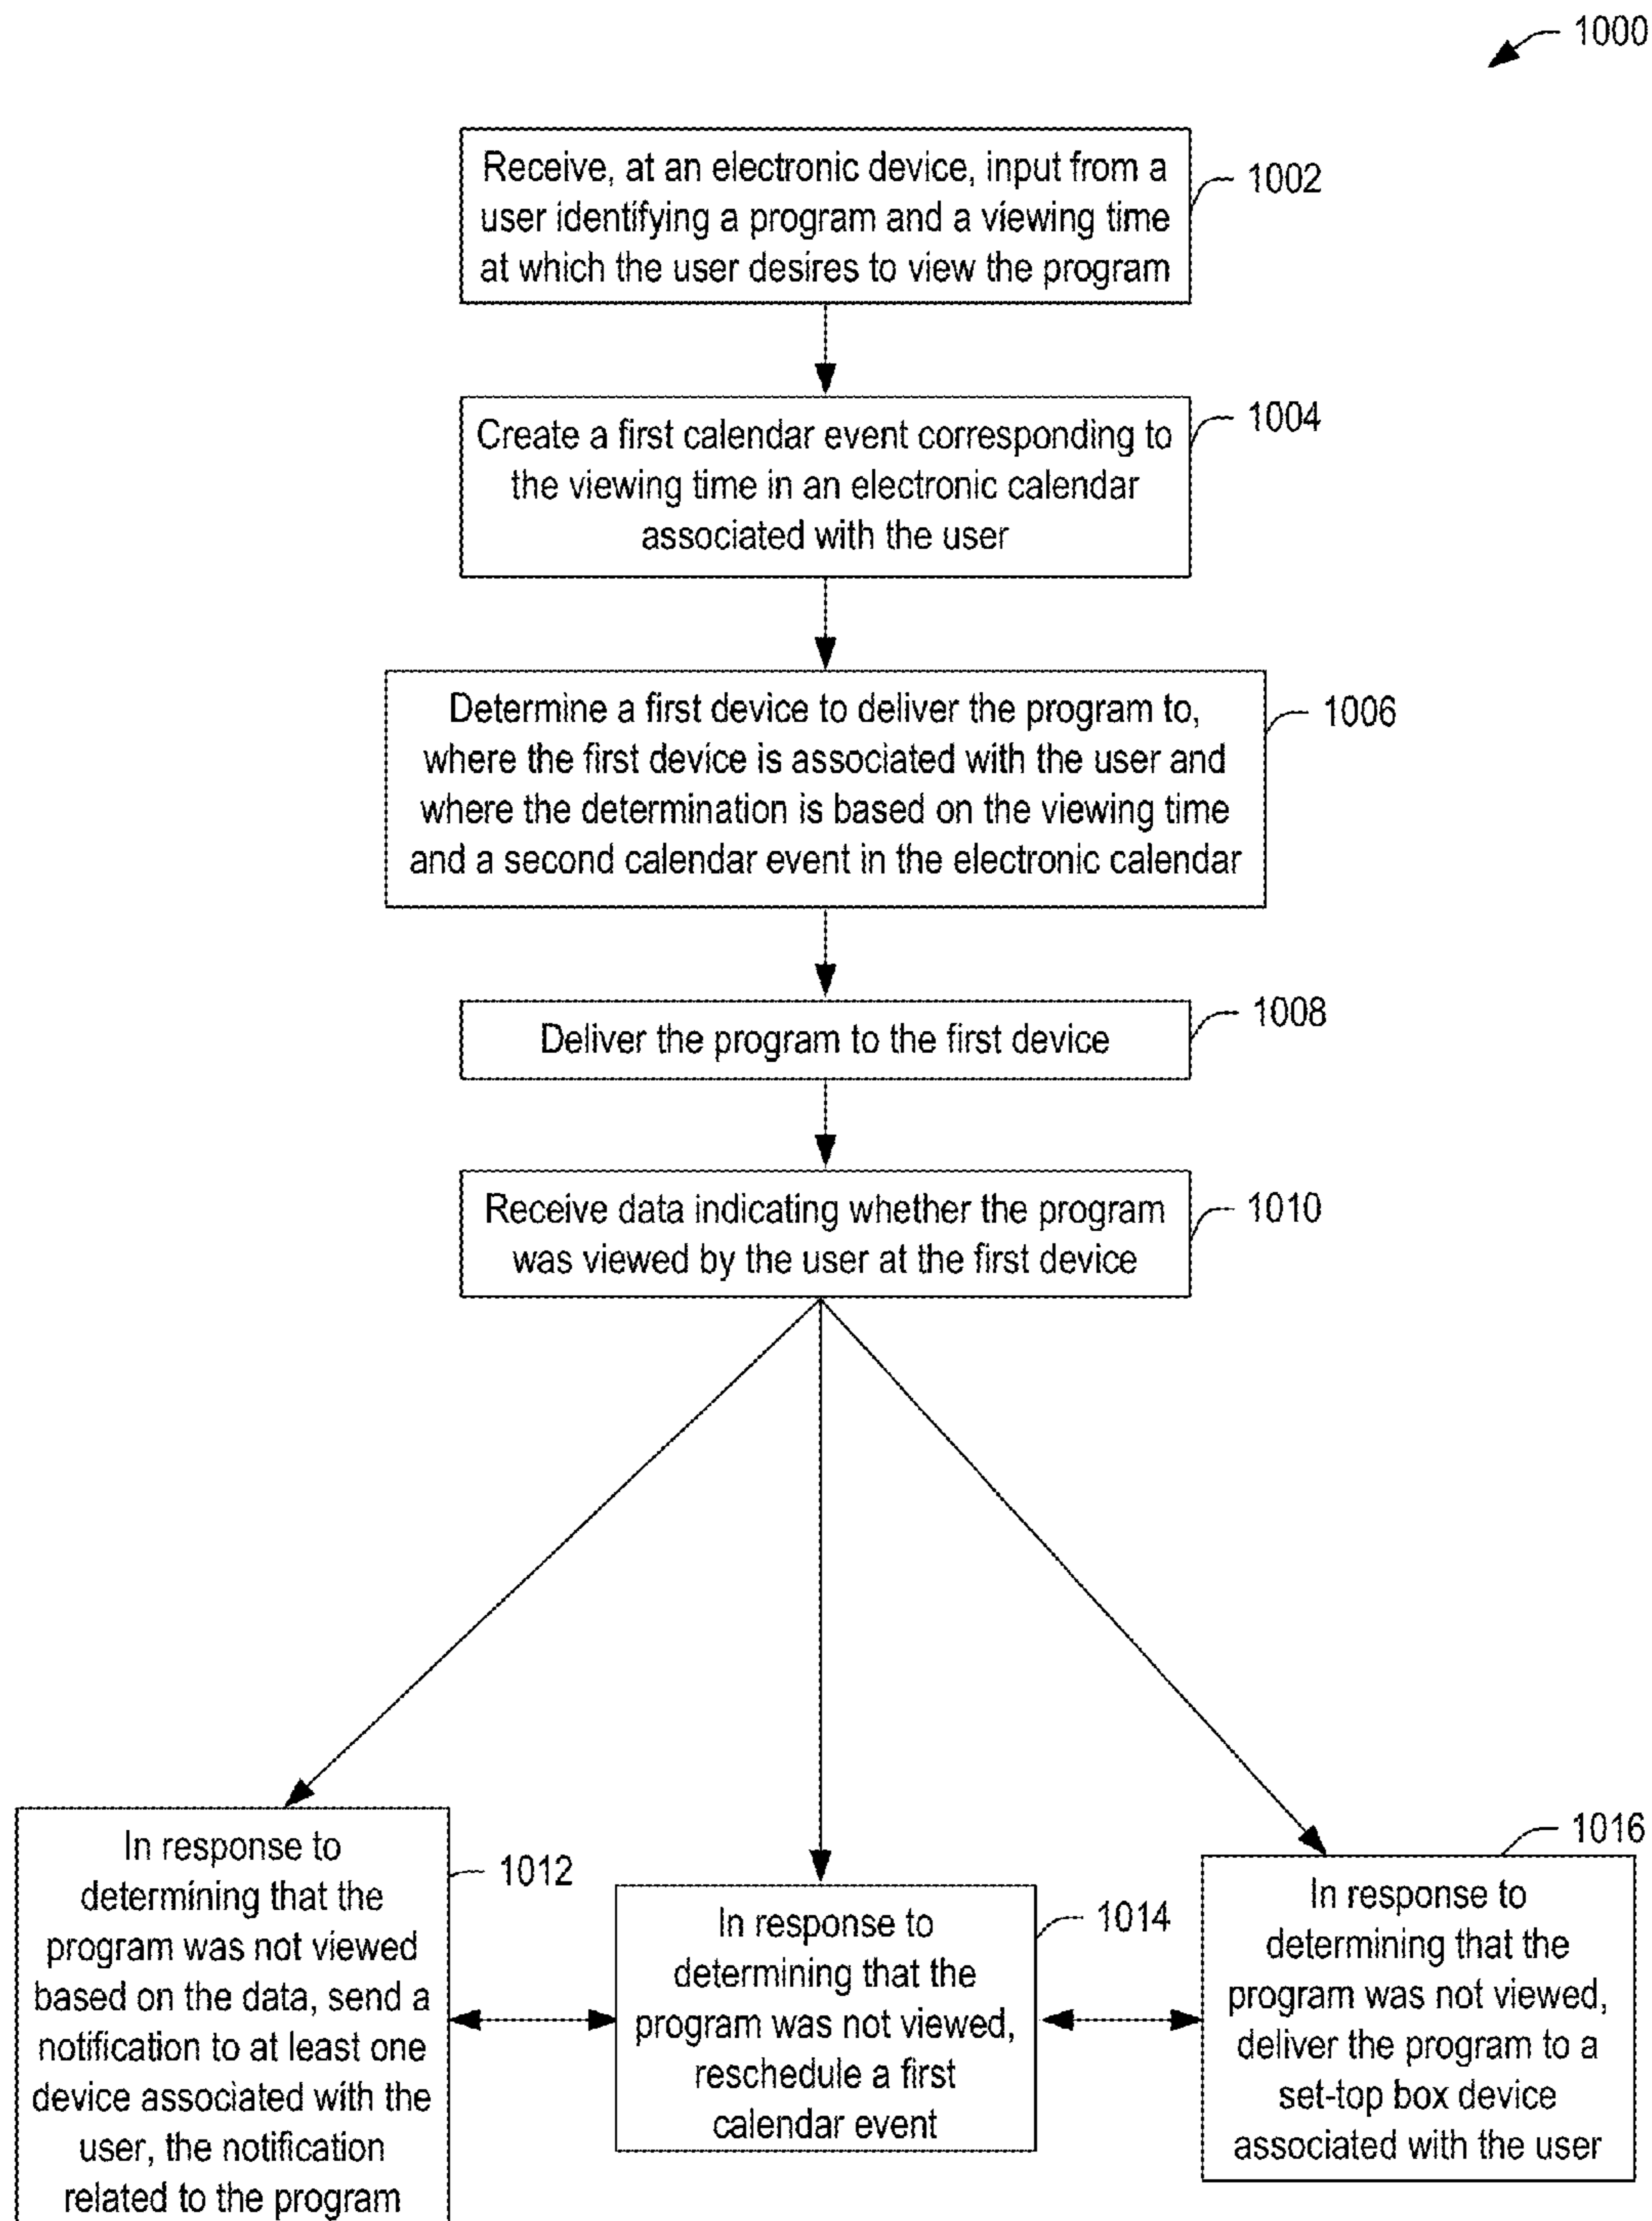 1000
Receive, at an electronic device, input from a
user identifying a program and a viewing time
at which the user desires to view the program
1002
Create a first calendar event corresponding to
the viewing time in an electronic calendar
associated with the user
1004
Determine a first device to deliver the program to,
where the first device is associated with the user and
where the determination is based on the viewing time
and a second calendar event in the electronic calendar
1006
Deliver the program to the first device
1008
Receive data indicating whether the program
was viewed by the user at the first device
1010
In response to
determining that the
program was not viewed
based on the data, send a
notification to at least one
device associated with the
user, the notification
related to the program
1012
In response to
determining that the
program was not viewed,
reschedule a first
calendar event
1014
In response to
determining that the
program was not viewed,
deliver the program to a
set-top box device
associated with the user
1016